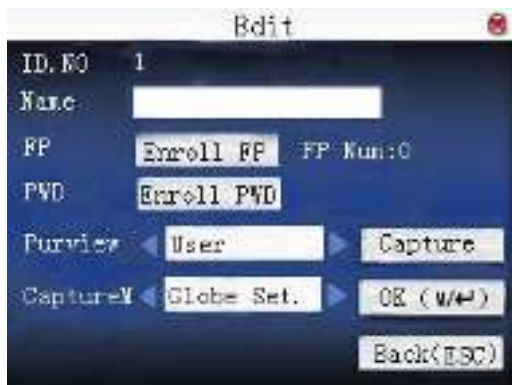 Edit
ID.NO 1
Name
FP Enroll FP FP Num:0
PWD Enroll PWD
Purview User Capture
CaptureM Globe Set. OK (M/↵)
Back(ESC)